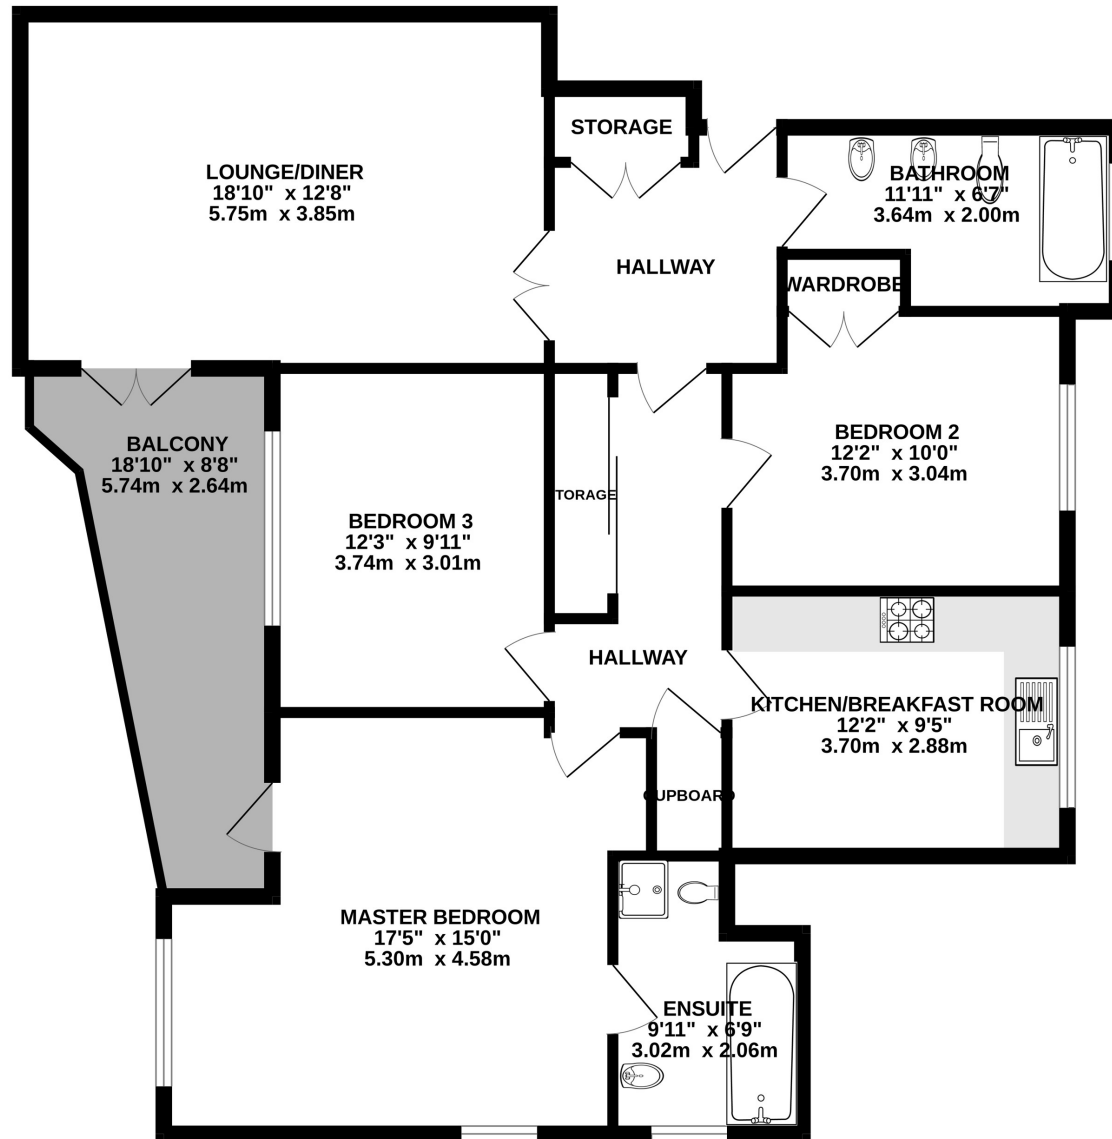 STORAGE
LOUNGE/DINER
18'10" x 12'8"
5.75m x 3.85m
BATHROOM
11'11" x 6'7"
3.64m x 2.00m
HALLWAY
WARDROBE
BALCONY
18'10" x 8'8"
5.74m x 2.64m
BEDROOM 2
12'2" x 10'0"
3.70m x 3.04m
TORAGE
BEDROOM 3
12'3" x 9'11"
3.74m x 3.01m
HALLWAY
KITCHEN/BREAKFAST ROOM
12'2" x 9'5"
3.70m x 2.88m
CUPBOARD
MASTER BEDROOM
17'5" x 15'0"
5.30m x 4.58m
ENSUITE
9'11" x 6'9"
3.02m x 2.06m